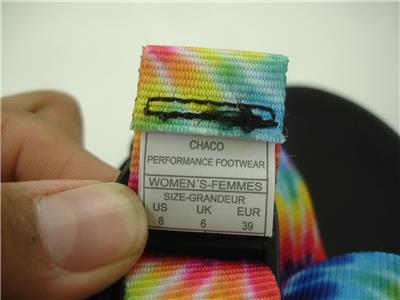 CHACO
PERFORMANCE FOOTWEAR
WOMEN'S-FEMMES
SIZE-GRANDEUR
US UK EUR
8 6 39